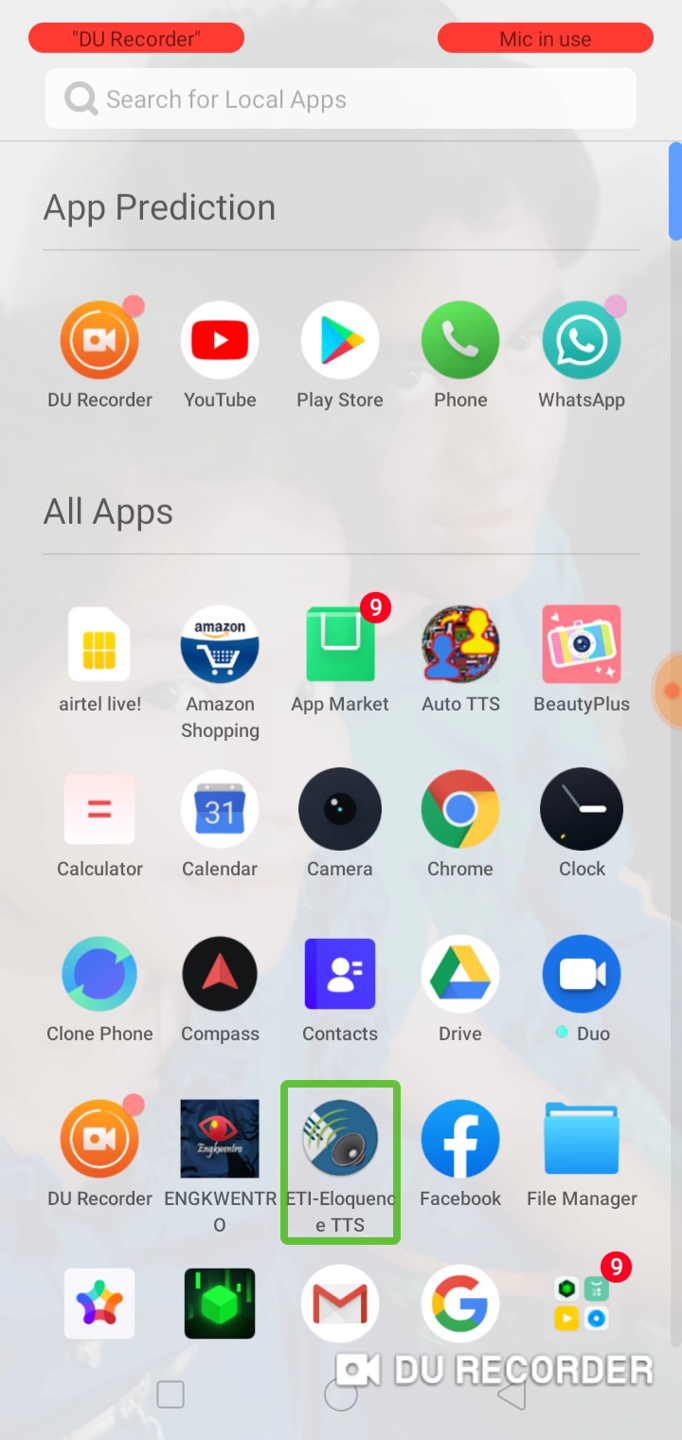 "DU Recorder" Mic in use
Search for Local Apps
App Prediction
DU Recorder YouTube Play Store Phone WhatsApp
All Apps
amazon 9
airtel live! Amazon App Market Auto TTS BeautyPlus
Shopping
31
Calculator Calendar Camera Chrome Clock
Clone Phone Compass Contacts Drive Duo
Engkwentro
DU Recorder ENGKWENTR ETI-Eloquenc Facebook File Manager
O e TTS
9
DU RECORDER